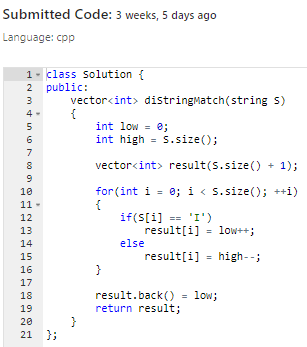 Submitted Code: 3 weeks, 5 days ago
Language: cpp
1 class Solution {
2 public:
3     vector<int> diStringMatch(string S)
4     {
5         int low = 0;
6         int high = S.size();
7
8         vector<int> result(S.size() + 1);
9
10         for(int i = 0; i < S.size(); ++i)
11         {
12             if(S[i] == 'I')
13                 result[i] = low++;
14             else
15                 result[i] = high--;
16         }
17
18         result.back() = low;
19         return result;
20     }
21 };